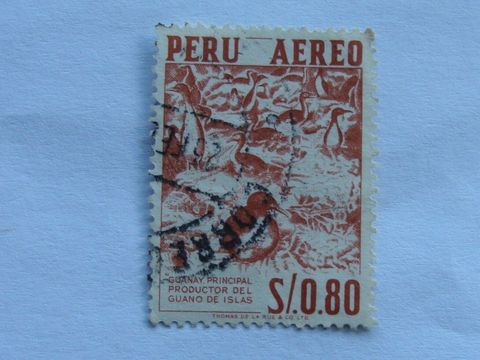 PERU AEREO
GUANAY, PRINCIPAL
PRODUCTOR DEL
GUANO DE ISLAS
S/.0.80
THOMAS DE LA RUE & CO. LTD.